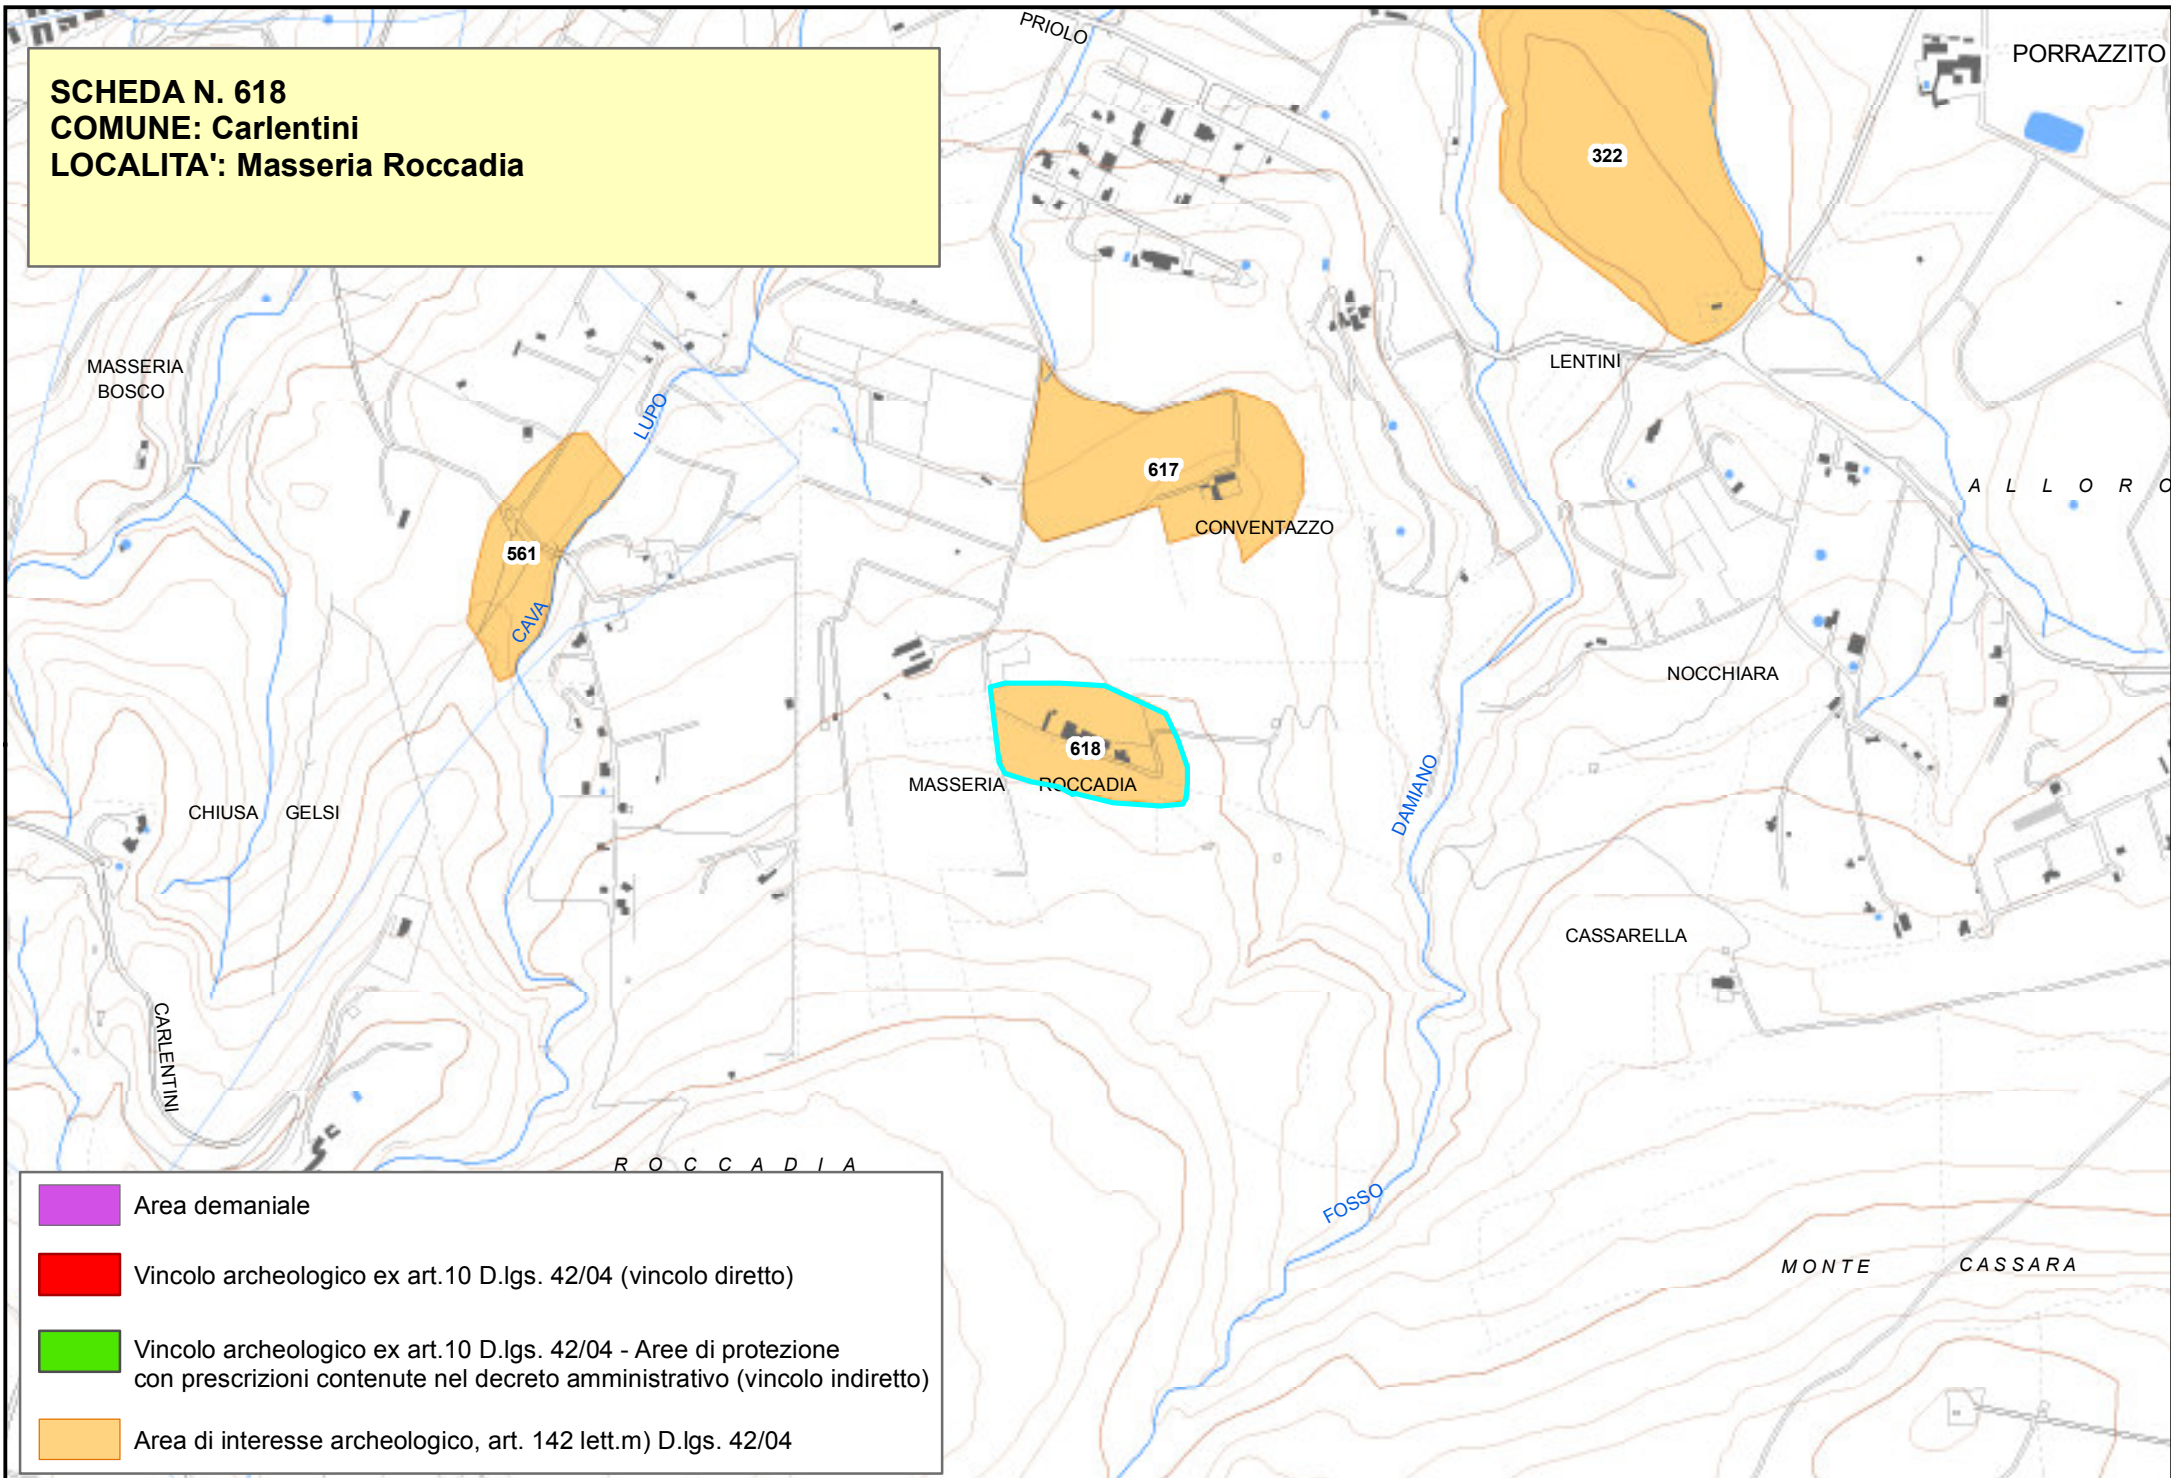 SCHEDA N. 618
COMUNE: Carlentini
LOCALITA': Masseria Roccadia
PRIOLO
PORRAZZITO
322
MASSERIA
BOSCO
LUPO
LENTINI
617
CONVENTAZZO
ALLORO
561
CAVA
NOCCHIARA
618
MASSERIA ROCCADIA
DAMIANO
CHIUSA GELSI
CASSARELLA
CARLENTINI
ROCCADIA
FOSSO
MONTE CASSARA
Area demaniale
Vincolo archeologico ex art.10 D.lgs. 42/04 (vincolo diretto)
Vincolo archeologico ex art.10 D.lgs. 42/04 - Aree di protezione
con prescrizioni contenute nel decreto amministrativo (vincolo indiretto)
Area di interesse archeologico, art. 142 lett.m) D.lgs. 42/04